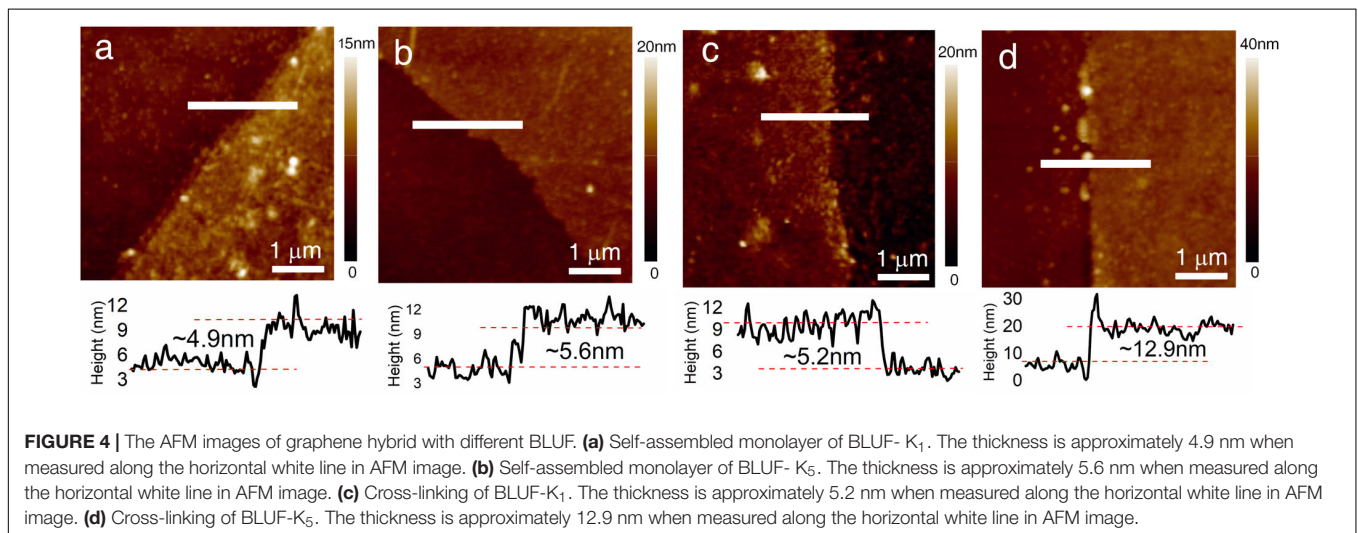 a
15nm
1 μm
0
b
20nm
1 μm
0
c
20nm
1 μm
0
d
40nm
1 μm
0
Height (nm)
12
9
6
3
~4.9nm
Height (nm)
12
9
6
3
~5.6nm
Height (nm)
12
9
6
3
~5.2nm
Height (nm)
30
20
10
0
~12.9nm
FIGURE 4 | The AFM images of graphene hybrid with different BLUF. (a) Self-assembled monolayer of BLUF- K₁. The thickness is approximately 4.9 nm when
measured along the horizontal white line in AFM image. (b) Self-assembled monolayer of BLUF- K₅. The thickness is approximately 5.6 nm when measured along
the horizontal white line in AFM image. (c) Cross-linking of BLUF-K₁. The thickness is approximately 5.2 nm when measured along the horizontal white line in AFM
image. (d) Cross-linking of BLUF-K₅. The thickness is approximately 12.9 nm when measured along the horizontal white line in AFM image.